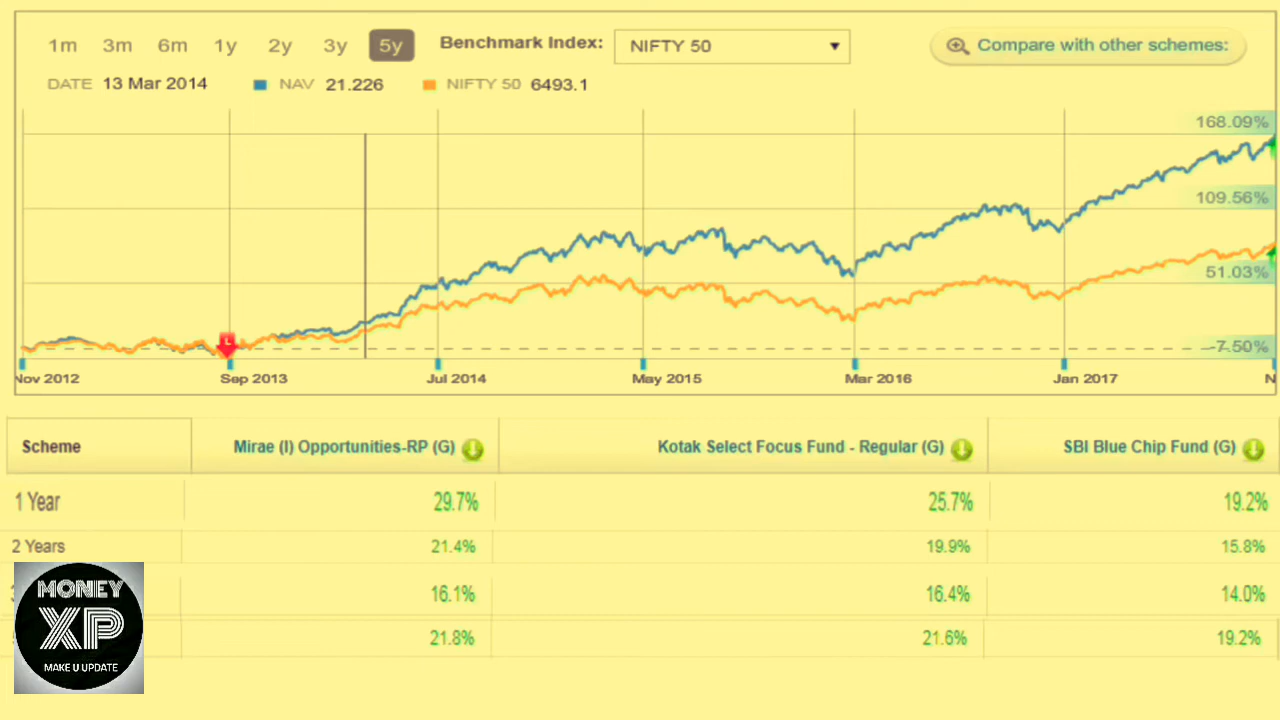 1m 3m 6m 1y 2y 3y 5y Benchmark Index: NIFTY 50 Compare with other schemes:
DATE 13 Mar 2014 NAV 21.226 NIFTY 50 6493.1
168.09%
109.56%
51.03%
-7.50%
L
Nov 2012 Sep 2013 Jul 2014 May 2015 Mar 2016 Jan 2017 N
Scheme Mirae (I) Opportunities-RP (G) Kotak Select Focus Fund - Regular (G) SBI Blue Chip Fund (G)
1 Year 29.7% 25.7% 19.2%
2 Years 21.4% 19.9% 15.8%
16.1% 16.4% 14.0%
21.8% 21.6% 19.2%
MONEY
XP
MAKE U UPDATE